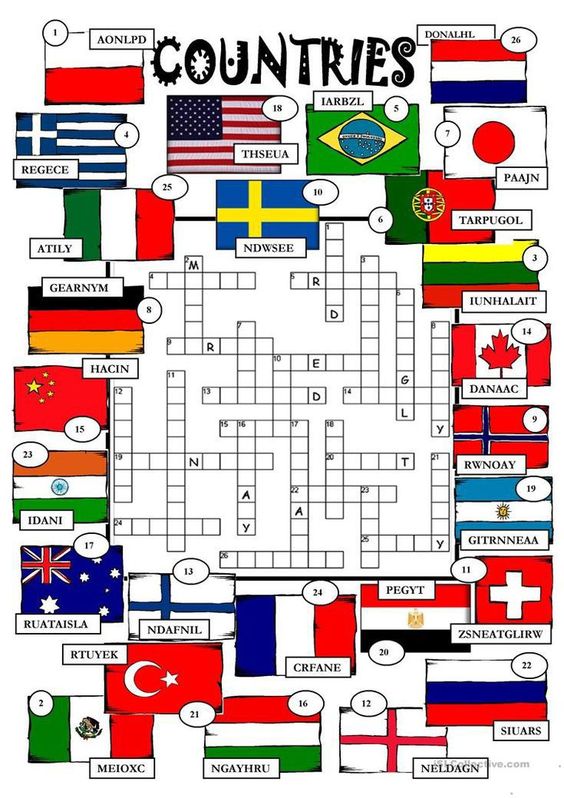 1
AONLPD
COUNTRIES
DONALHL
26
18
THSEUA
IARBZL
5
4
REGECE
7
PAAJN
25
ATILY
10
NDWSEE
6
TARPUGOL
3
IUNHALAIT
GEARNYM
8
14
DANAAC
HACIN
15
9
RWNOAY
23
IDANI
19
GITRNNEAA
1
2
M
3
4
5
R
6
D
7
8
9
R
10
E
11
G
12
13
D
14
L
Y
15
16
17
18
19
N
20
T
21
A
22
23
A
24
Y
25
Y
26
17
RUATAISLA
13
NDAFNIL
24
CRFANE
PEGYT
20
11
ZSNEATGLIRW
RTUYEK
21
22
SIUARS
2
MEIOXC
16
NGAYHRU
12
NELDAGN
iSLCollective.com